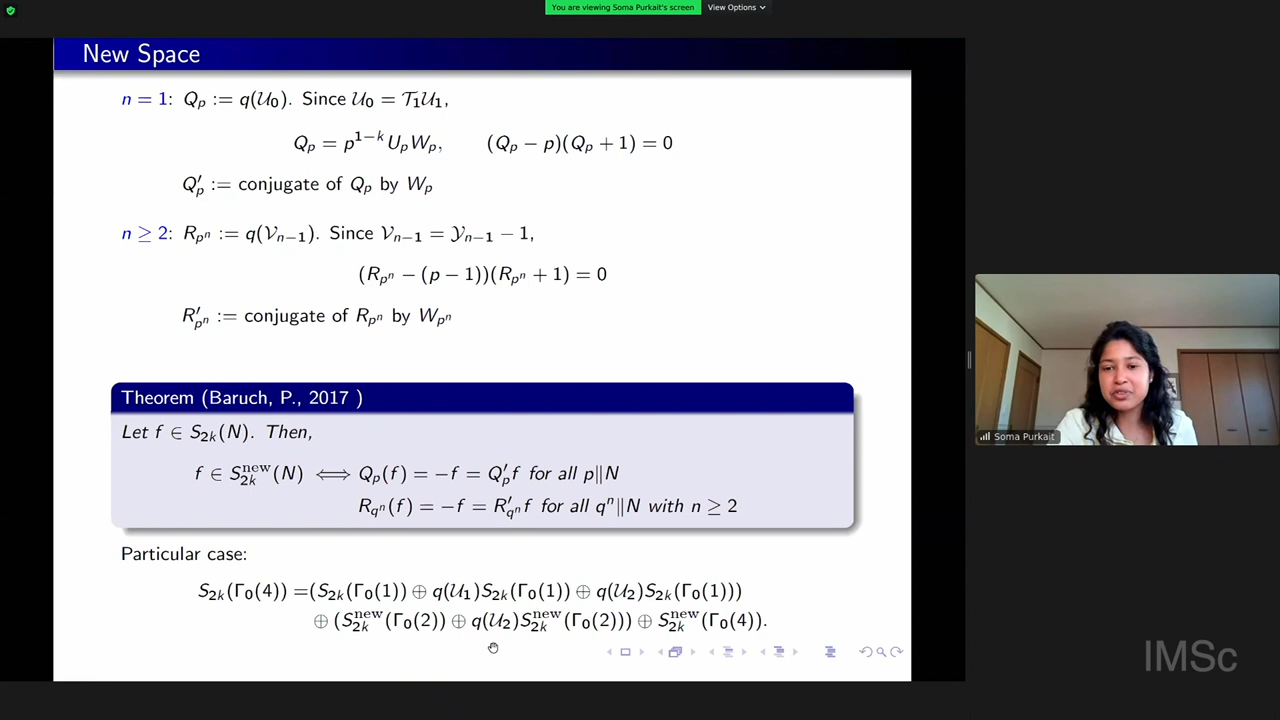 You are viewing Soma Purkait's screen
View Options
New Space
n = 1: Q_p := q(𝒰_0). Since 𝒰_0 = 𝒯_1𝒰_1,
Q_p = p^{1−k} U_p W_p, (Q_p − p)(Q_p + 1) = 0
Q'_p := conjugate of Q_p by W_p
n ≥ 2: R_{p^n} := q(𝒱_{n−1}). Since 𝒱_{n−1} = 𝒴_{n−1} − 1,
(R_{p^n} − (p − 1))(R_{p^n} + 1) = 0
R'_{p^n} := conjugate of R_{p^n} by W_{p^n}
Theorem (Baruch, P., 2017 )
Let f ∈ S_{2k}(N). Then,
f ∈ S^{new}_{2k}(N) ⟺ Q_p(f) = −f = Q'_p f for all p∥N
R_{q^n}(f) = −f = R'_{q^n} f for all q^n∥N with n ≥ 2
Particular case:
S_{2k}(Γ_0(4)) =(S_{2k}(Γ_0(1)) ⊕ q(𝒰_1)S_{2k}(Γ_0(1)) ⊕ q(𝒰_2)S_{2k}(Γ_0(1)))
⊕ (S^{new}_{2k}(Γ_0(2)) ⊕ q(𝒰_2)S^{new}_{2k}(Γ_0(2))) ⊕ S^{new}_{2k}(Γ_0(4)).
Soma Purkait
IMSc